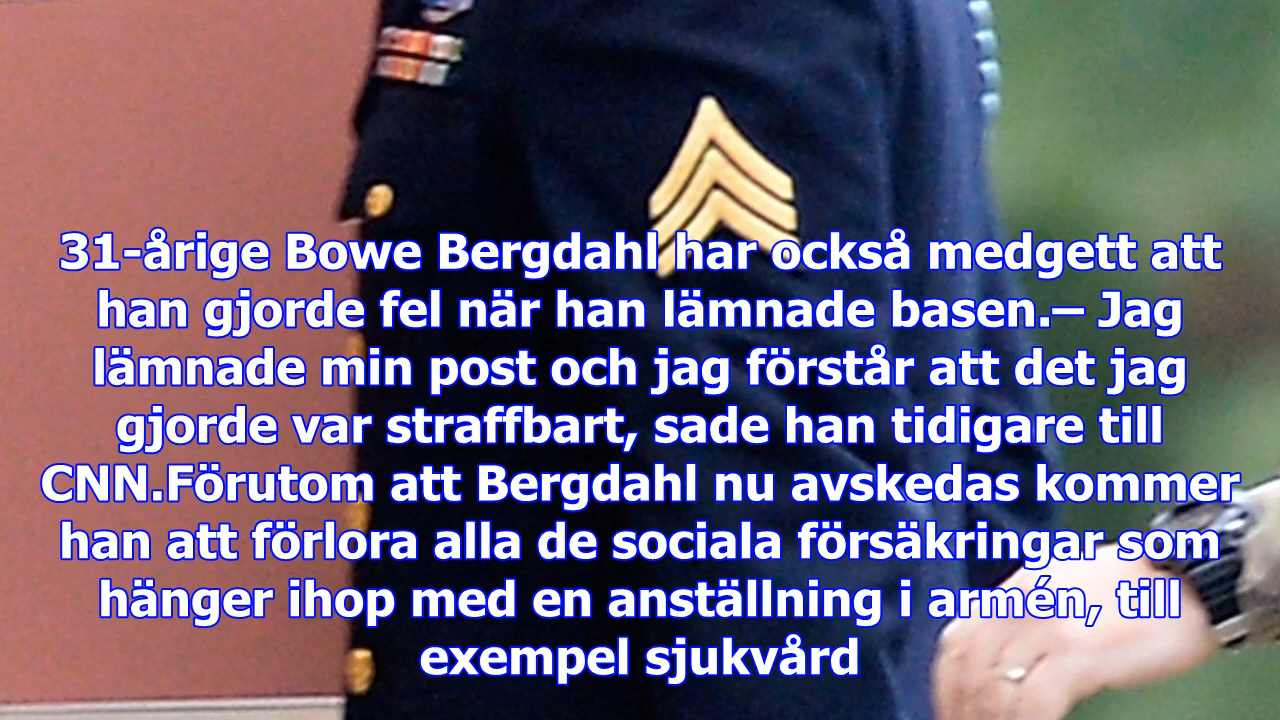 31-årige Bowe Bergdahl har också medgett att
han gjorde fel när han lämnade basen.– Jag
lämnade min post och jag förstår att det jag
gjorde var straffbart, sade han tidigare till
CNN.Förutom att Bergdahl nu avskedas kommer
han att förlora alla de sociala försäkringar som
hänger ihop med en anställning i armén, till
exempel sjukvård